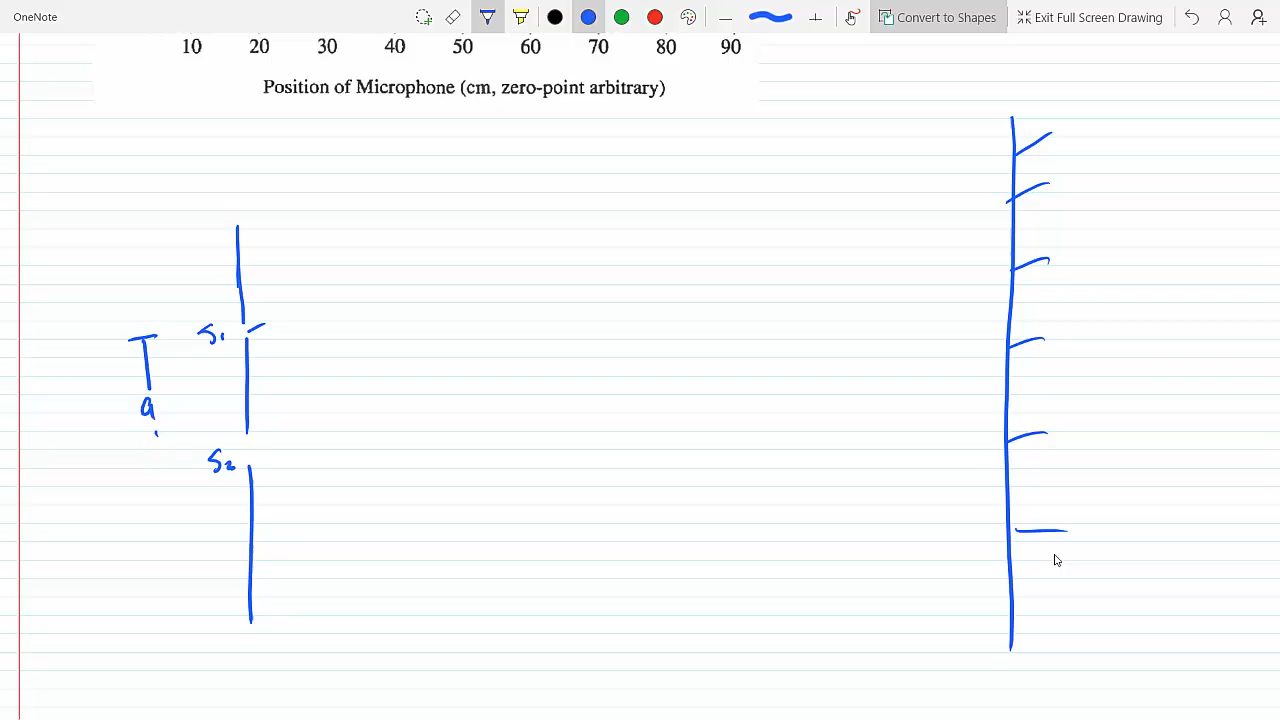 OneNote
Convert to Shapes
Exit Full Screen Drawing
10 20 30 40 50 60 70 80 90
Position of Microphone (cm, zero-point arbitrary)
S1
a
S2